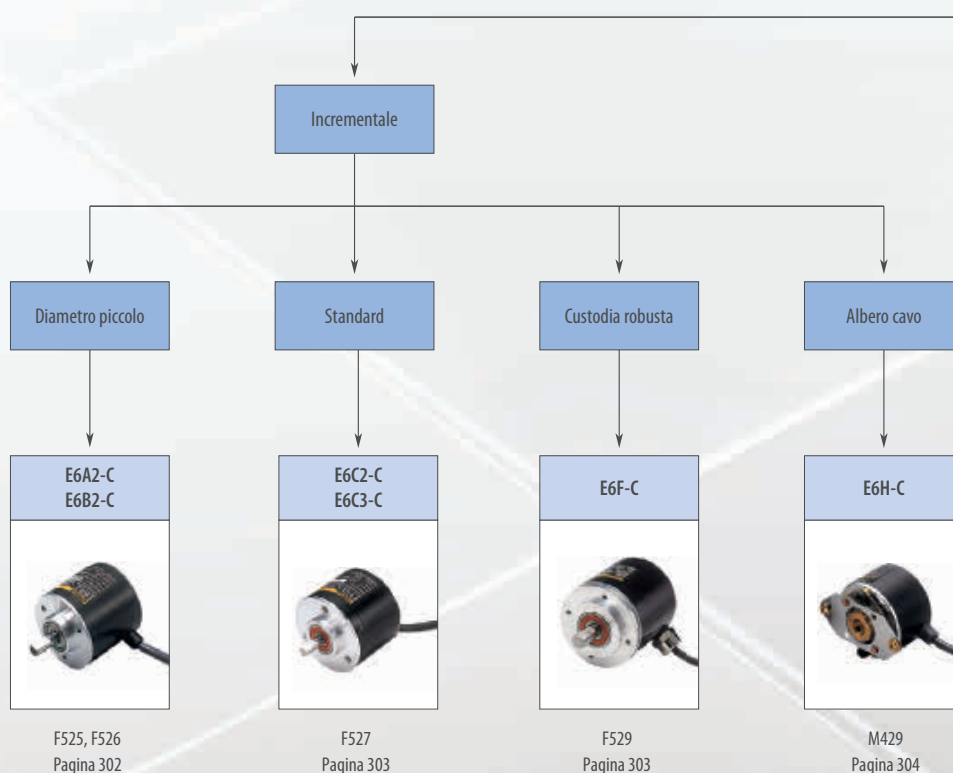 Incrementale
Diametro piccolo
Standard
Custodia robusta
Albero cavo
E6A2-C
E6B2-C
E6C2-C
E6C3-C
E6F-C
E6H-C
F525, F526
Pagina 302
F527
Pagina 303
F529
Pagina 303
M429
Pagina 304